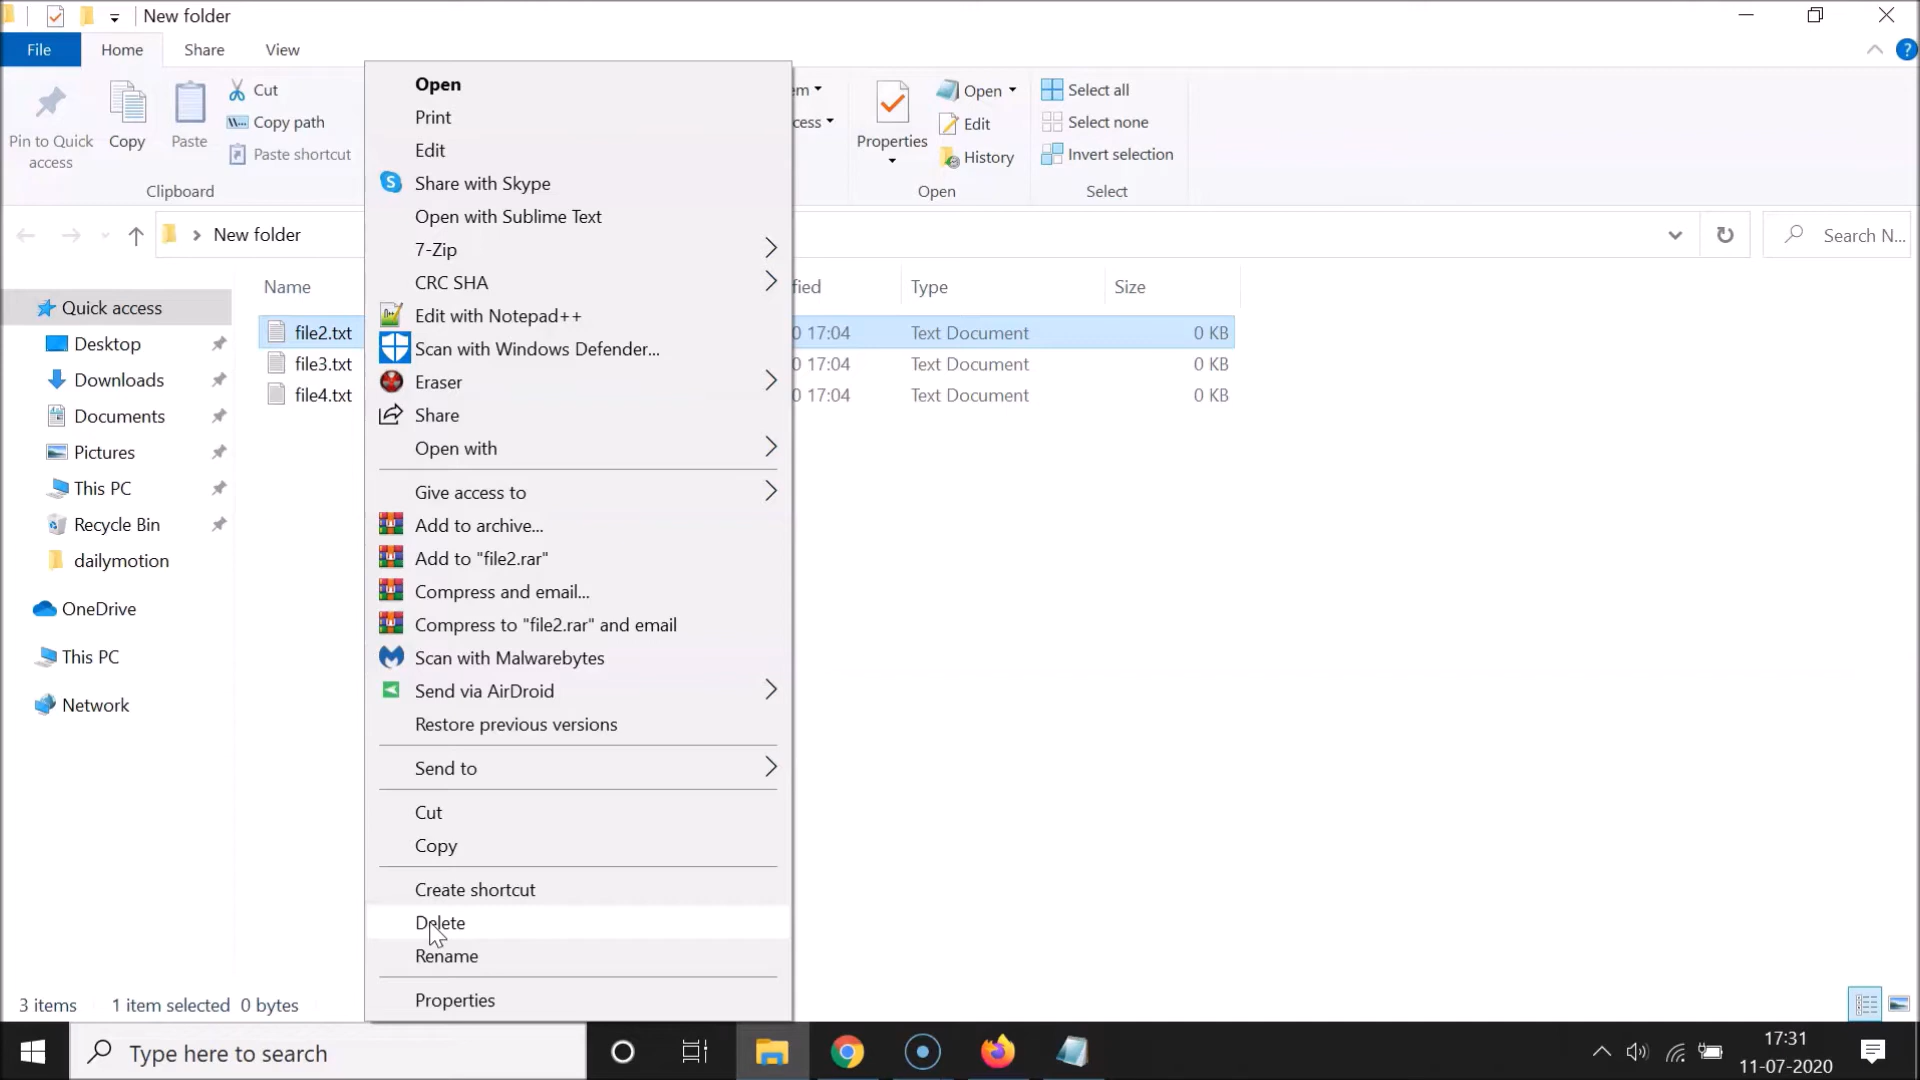 New folder
File Home Share View
Pin to Quick access
Copy
Paste
Cut
Copy path
Paste shortcut
Clipboard
Properties
Open
Edit
History
Open
Select all
Select none
Invert selection
Select
New folder
Search N...
Name Type Size
file2.txt 17:04 Text Document 0 KB
file3.txt 17:04 Text Document 0 KB
file4.txt 17:04 Text Document 0 KB
Quick access
Desktop
Downloads
Documents
Pictures
This PC
Recycle Bin
dailymotion
OneDrive
This PC
Network
Open
Print
Edit
Share with Skype
Open with Sublime Text
7-Zip
CRC SHA
Edit with Notepad++
Scan with Windows Defender...
Eraser
Share
Open with
Give access to
Add to archive...
Add to "file2.rar"
Compress and email...
Compress to "file2.rar" and email
Scan with Malwarebytes
Send via AirDroid
Restore previous versions
Send to
Cut
Copy
Create shortcut
Delete
Rename
Properties
3 items 1 item selected 0 bytes
Type here to search
17:31
11-07-2020